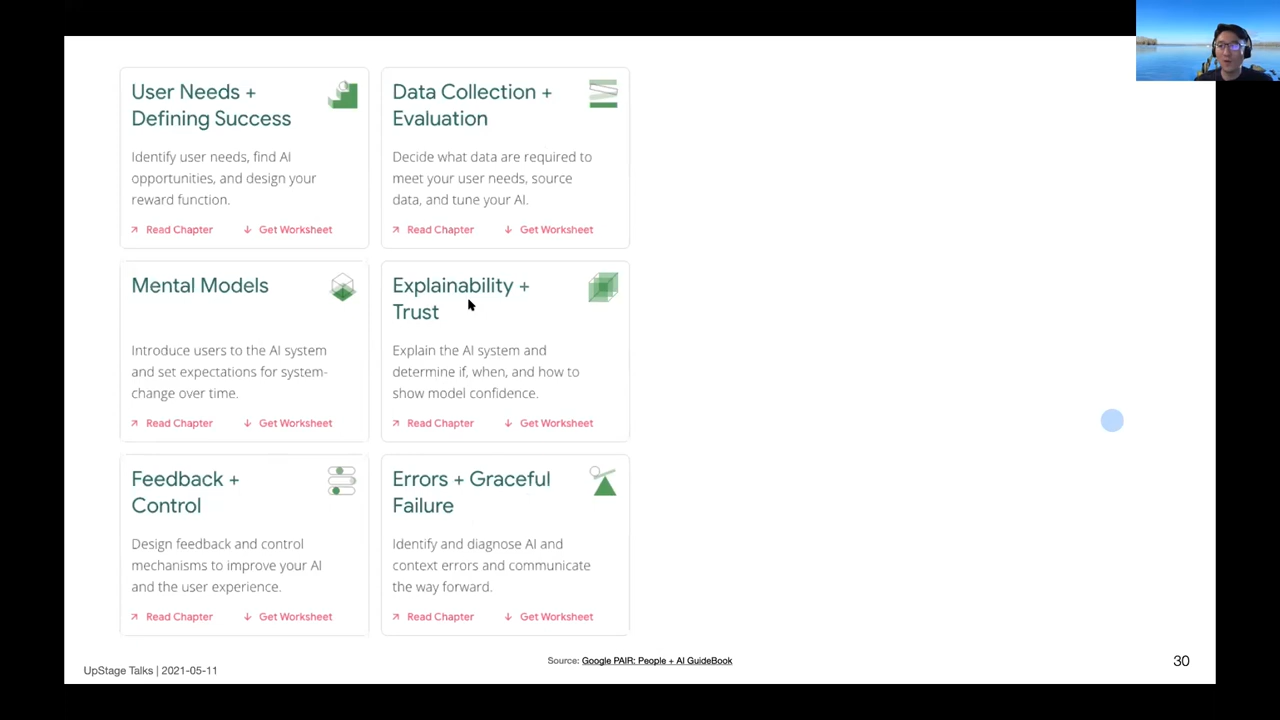 User Needs +
Defining Success
Identify user needs, find AI
opportunities, and design your
reward function.
Read Chapter
Get Worksheet
Data Collection +
Evaluation
Decide what data are required to
meet your user needs, source
data, and tune your AI.
Read Chapter
Get Worksheet
Mental Models
Introduce users to the AI system
and set expectations for system-
change over time.
Read Chapter
Get Worksheet
Explainability +
Trust
Explain the AI system and
determine if, when, and how to
show model confidence.
Read Chapter
Get Worksheet
Feedback +
Control
Design feedback and control
mechanisms to improve your AI
and the user experience.
Read Chapter
Get Worksheet
Errors + Graceful
Failure
Identify and diagnose AI and
context errors and communicate
the way forward.
Read Chapter
Get Worksheet
Source: Google PAIR: People + AI GuideBook
UpStage Talks | 2021-05-11
30